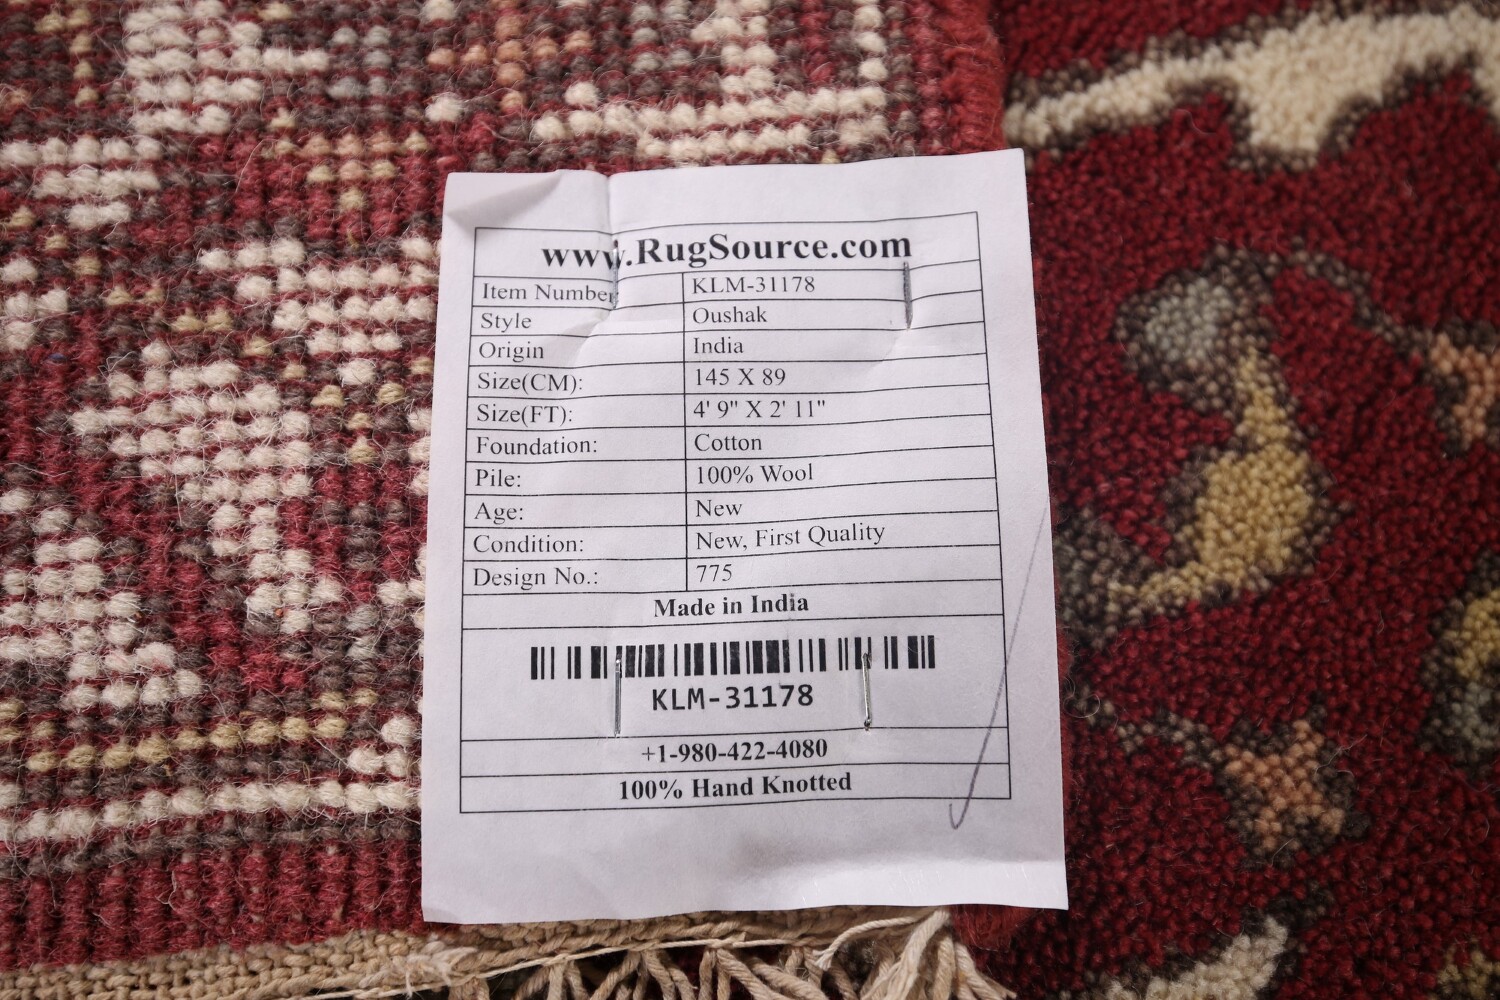 www.RugSource.com
Item Number KLM-31178
Style Oushak
Origin India
Size(CM): 145 X 89
Size(FT): 4' 9" X 2' 11"
Foundation: Cotton
Pile: 100% Wool
Age: New
Condition: New, First Quality
Design No.: 775
Made in India
KLM-31178
+1-980-422-4080
100% Hand Knotted